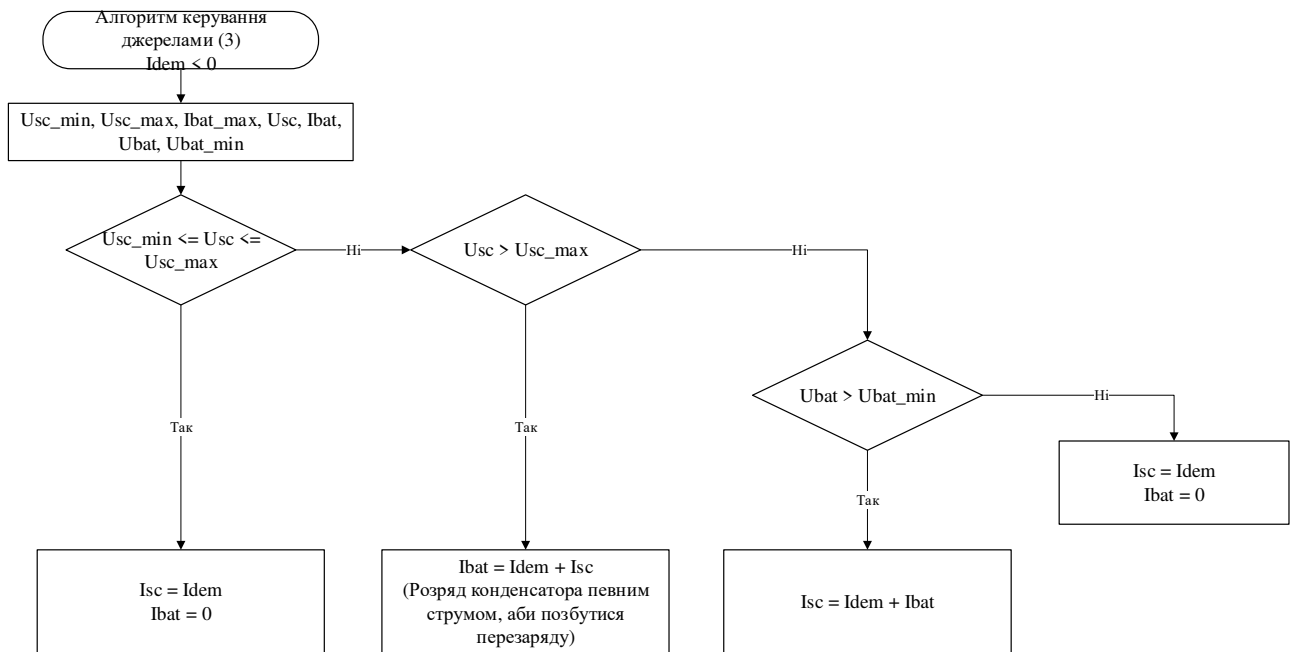 Алгоритм керування
джерелами (3)
Idem < 0
Usc_min, Usc_max, Ibat_max, Usc, Ibat,
Ubat, Ubat_min
Usc_min <= Usc <=
Usc_max
Ні
Usc > Usc_max
Ні
Ubat > Ubat_min
Ні
Так
Так
Isc = Idem
Ibat = 0
Так
Isc = Idem
Ibat = 0
Ibat = Idem + Isc
(Розряд конденсатора певним
струмом, аби позбутися
перезаряду)
Isc = Idem + Ibat